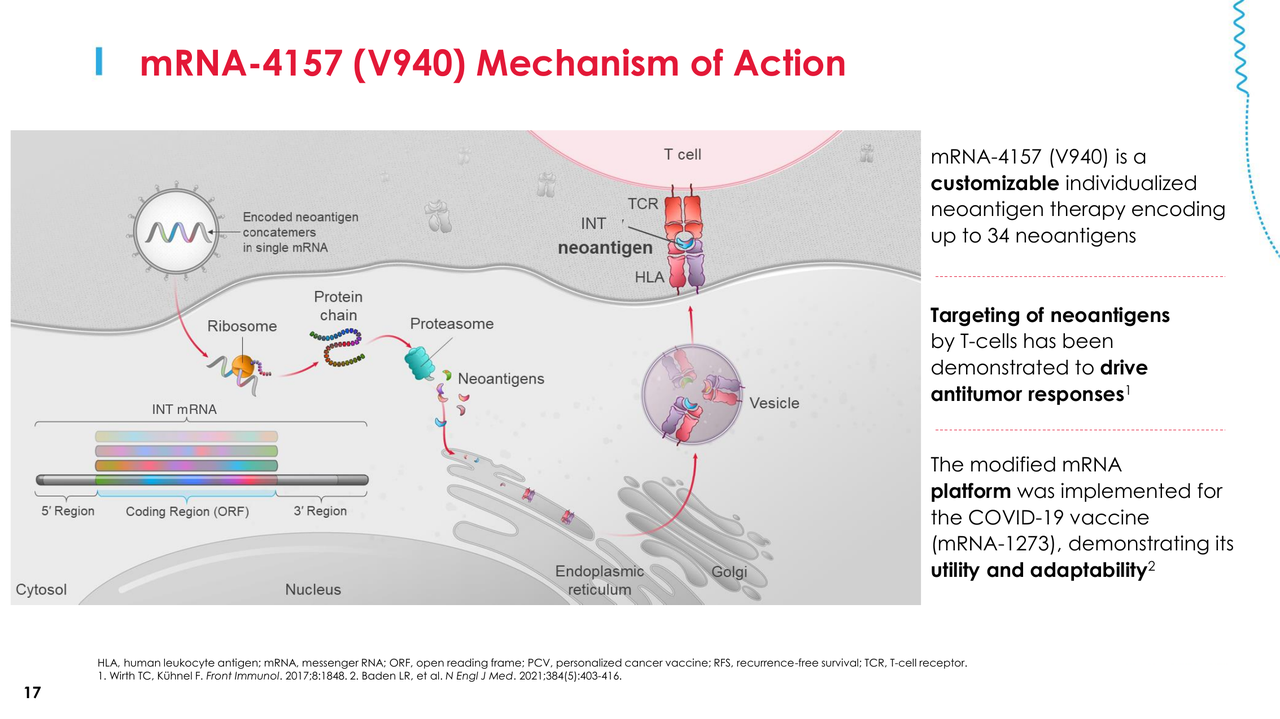 mRNA-4157 (V940) Mechanism of Action
T cell
TCR
INT
neoantigen
HLA
Encoded neoantigen
concatemers
in single mRNA
Ribosome
Protein
chain
Proteasome
Neoantigens
Vesicle
INT mRNA
5′ Region
Coding Region (ORF)
3′ Region
Endoplasmic
reticulum
Golgi
Cytosol
Nucleus
mRNA-4157 (V940) is a
customizable individualized
neoantigen therapy encoding
up to 34 neoantigens
Targeting of neoantigens
by T-cells has been
demonstrated to drive
antitumor responses1
The modified mRNA
platform was implemented for
the COVID-19 vaccine
(mRNA-1273), demonstrating its
utility and adaptability2
HLA, human leukocyte antigen; mRNA, messenger RNA; ORF, open reading frame; PCV, personalized cancer vaccine; RFS, recurrence-free survival; TCR, T-cell receptor.
1. Wirth TC, Kühnel F. Front Immunol. 2017;8:1848. 2. Baden LR, et al. N Engl J Med. 2021;384(5):403-416.
17